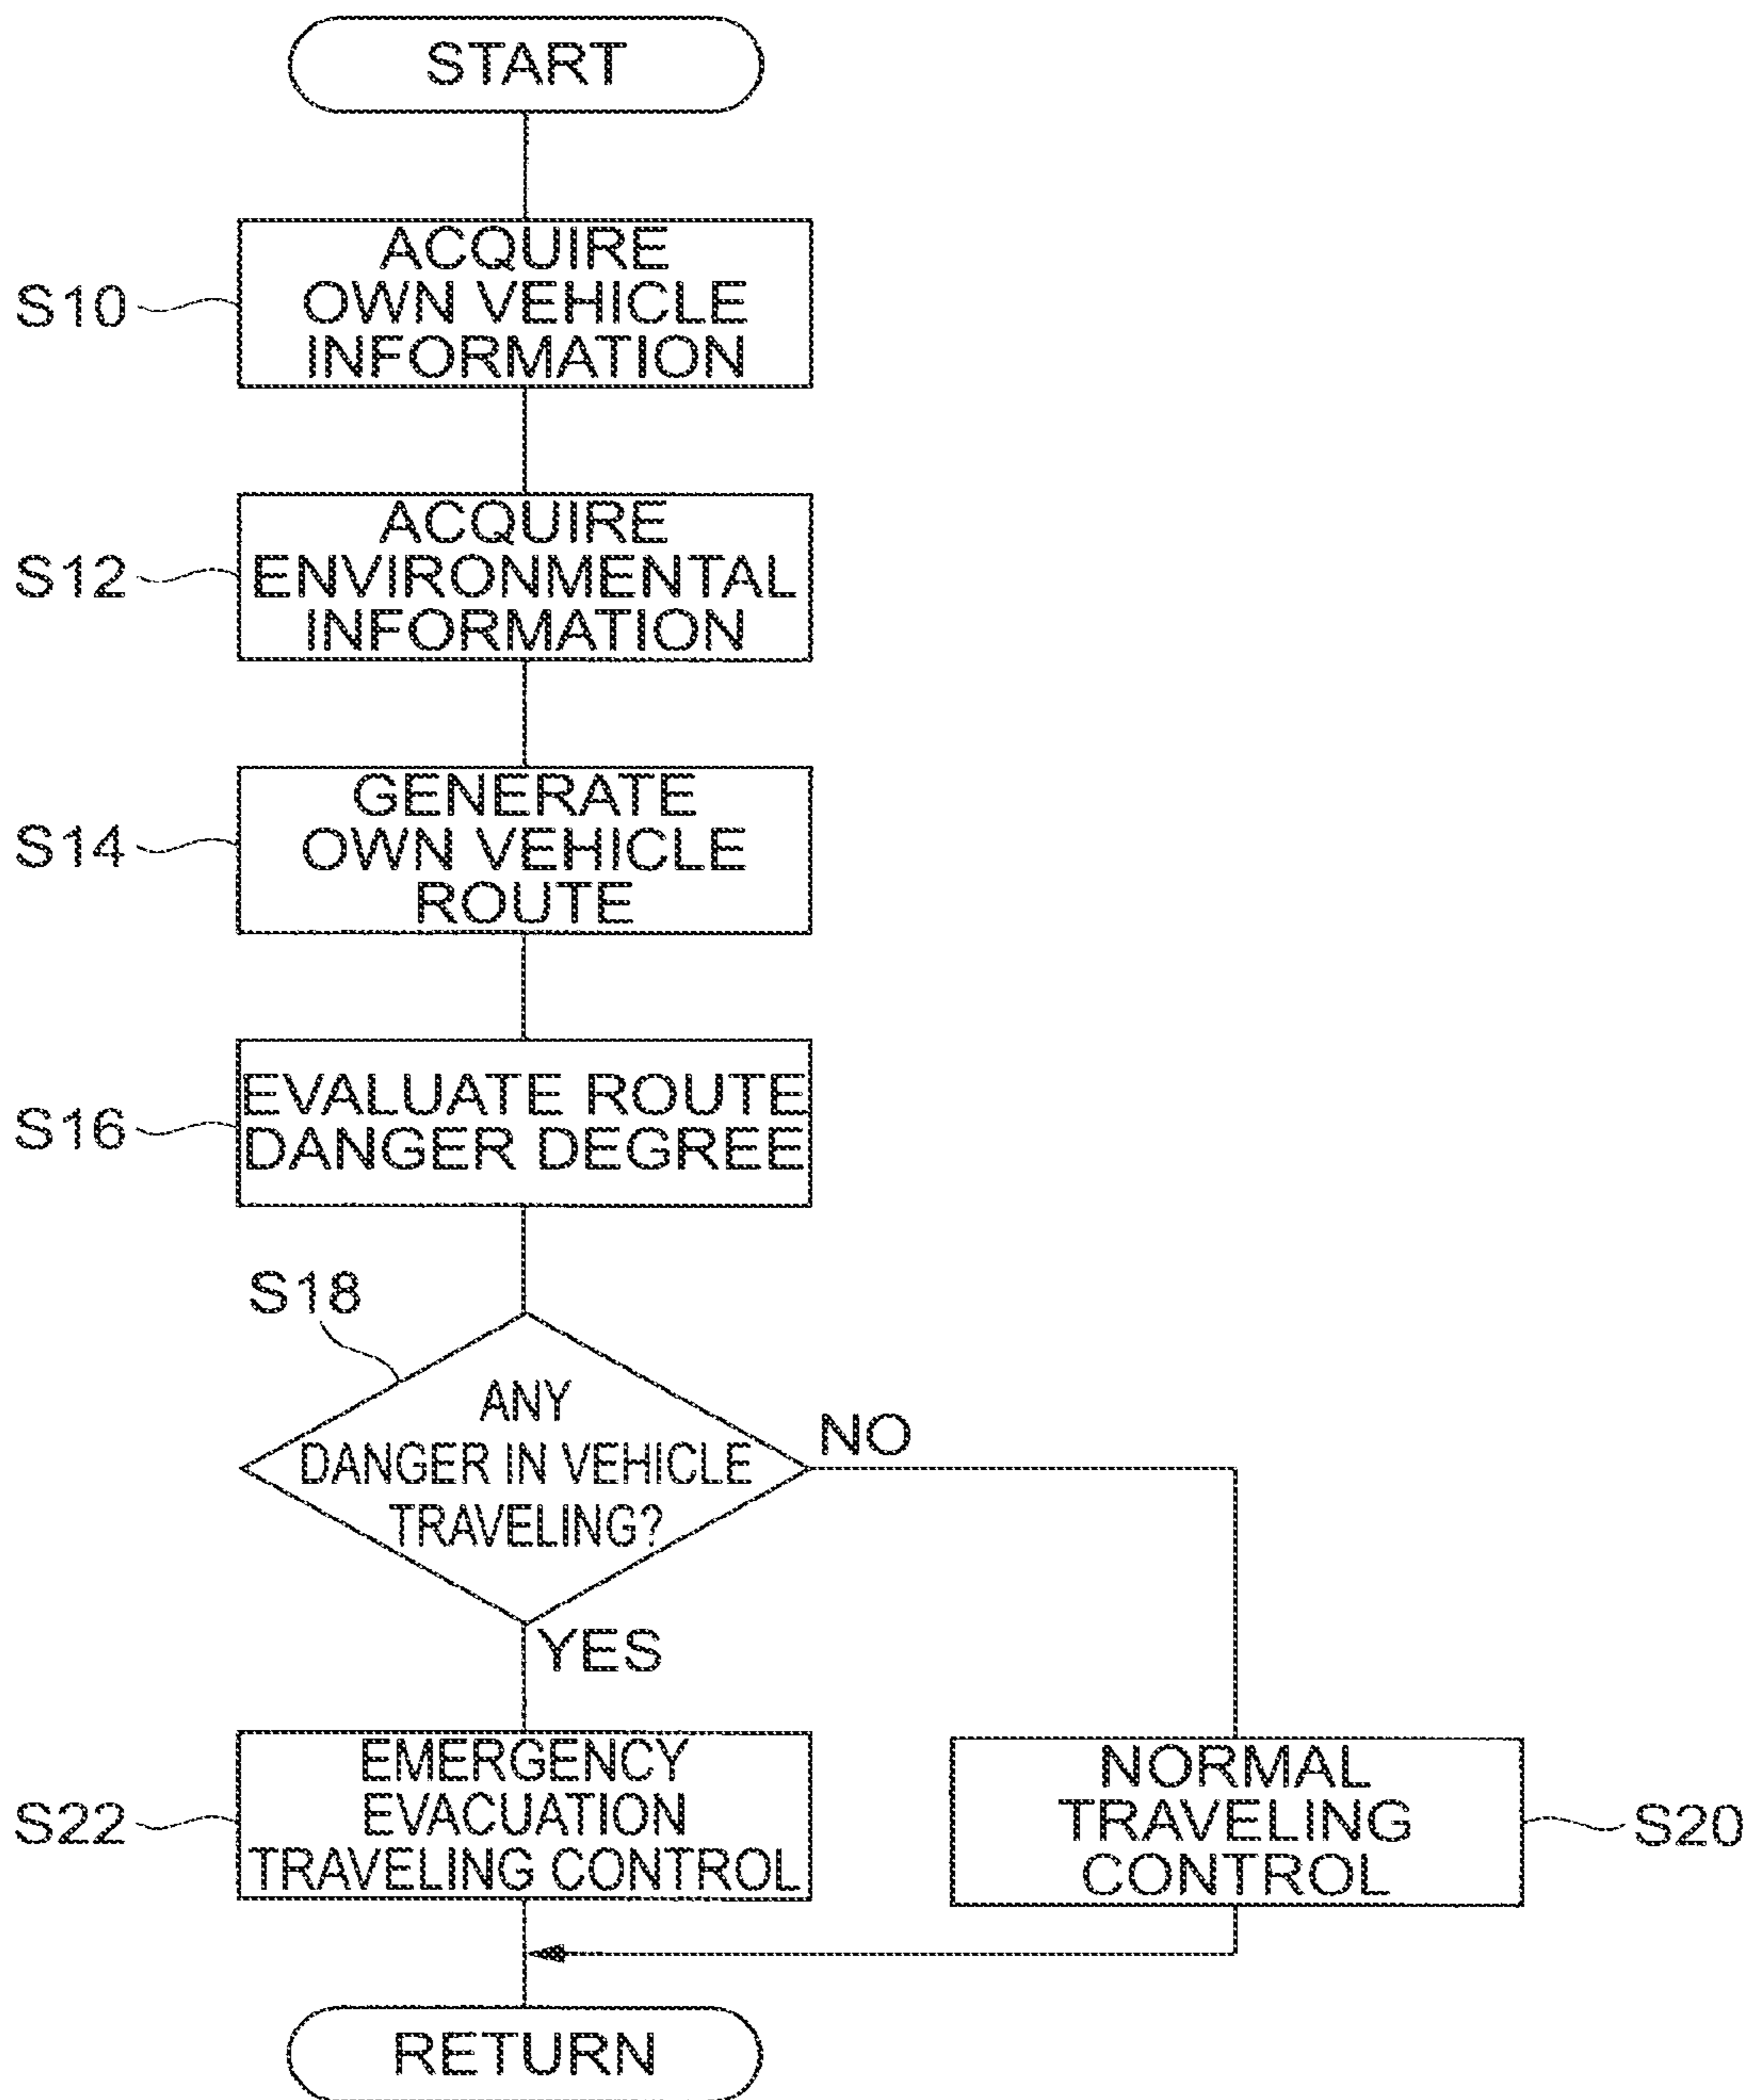 START
S10
ACQUIRE
OWN VEHICLE
INFORMATION
S12
ACQUIRE
ENVIRONMENTAL
INFORMATION
S14
GENERATE
OWN VEHICLE
ROUTE
S16
EVALUATE ROUTE
DANGER DEGREE
S18
ANY
DANGER IN VEHICLE
TRAVELING?
NO
YES
S22
EMERGENCY
EVACUATION
TRAVELING CONTROL
NORMAL
TRAVELING
CONTROL
S20
RETURN